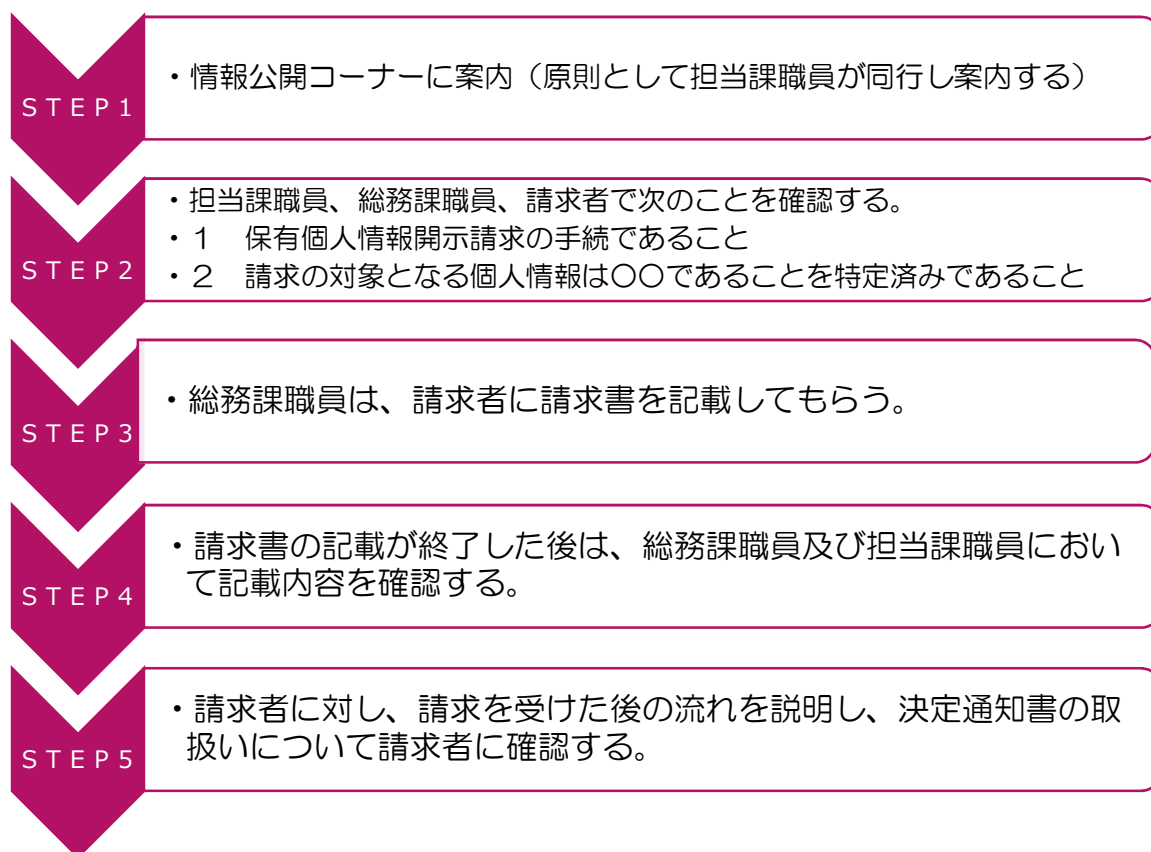 STEP1
・情報公開コーナーに案内（原則として担当課職員が同行し案内する）
STEP2
・担当課職員、総務課職員、請求者で次のことを確認する。
・１　保有個人情報開示請求の手続であること
・２　請求の対象となる個人情報は〇〇であることを特定済みであること
STEP3
・総務課職員は、請求者に請求書を記載してもらう。
STEP4
・請求書の記載が終了した後は、総務課職員及び担当課職員におい
て記載内容を確認する。
STEP5
・請求者に対し、請求を受けた後の流れを説明し、決定通知書の取
扱いについて請求者に確認する。